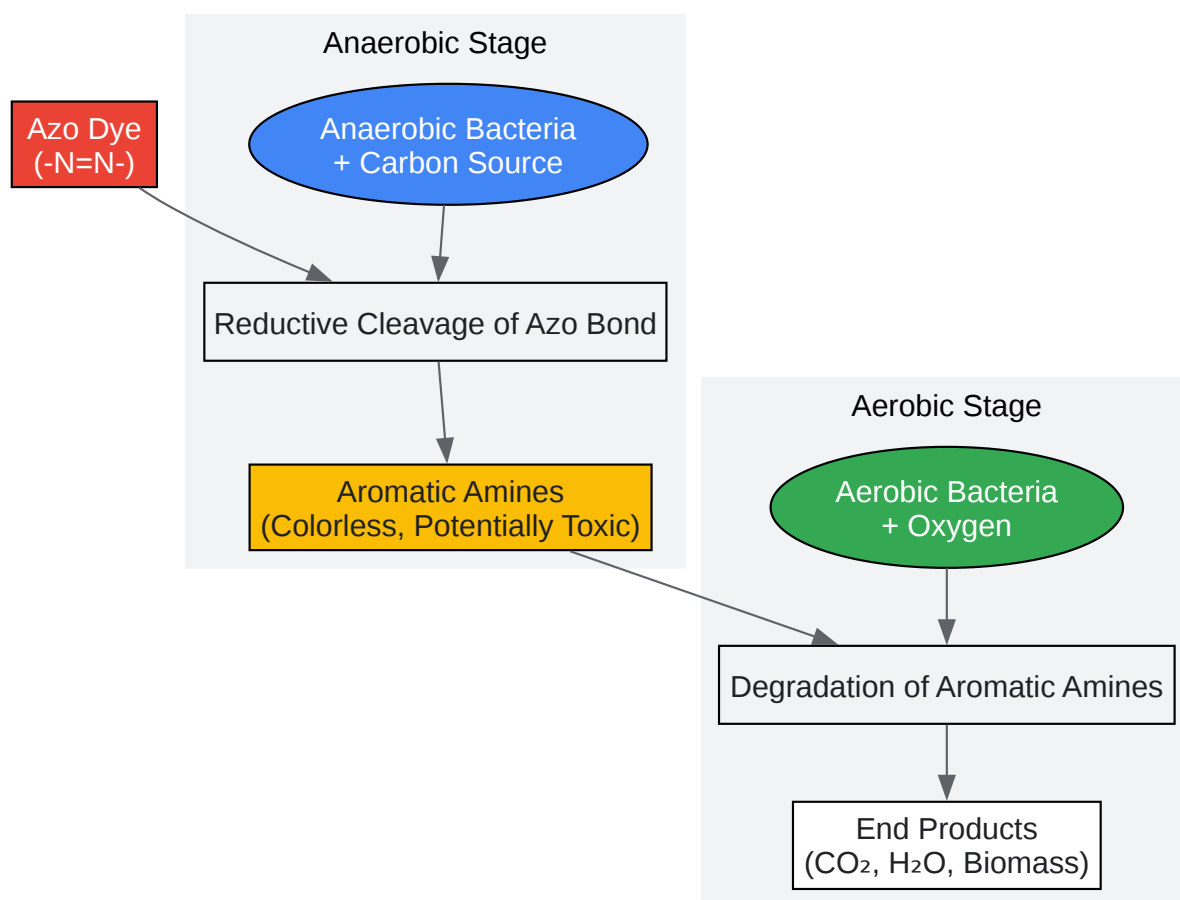 Anaerobic Stage
Azo Dye
(-N=N-)
Anaerobic Bacteria
+ Carbon Source
Reductive Cleavage of Azo Bond
Aromatic Amines
(Colorless, Potentially Toxic)
Aerobic Stage
Aerobic Bacteria
+ Oxygen
Degradation of Aromatic Amines
End Products
(CO₂, H₂O, Biomass)